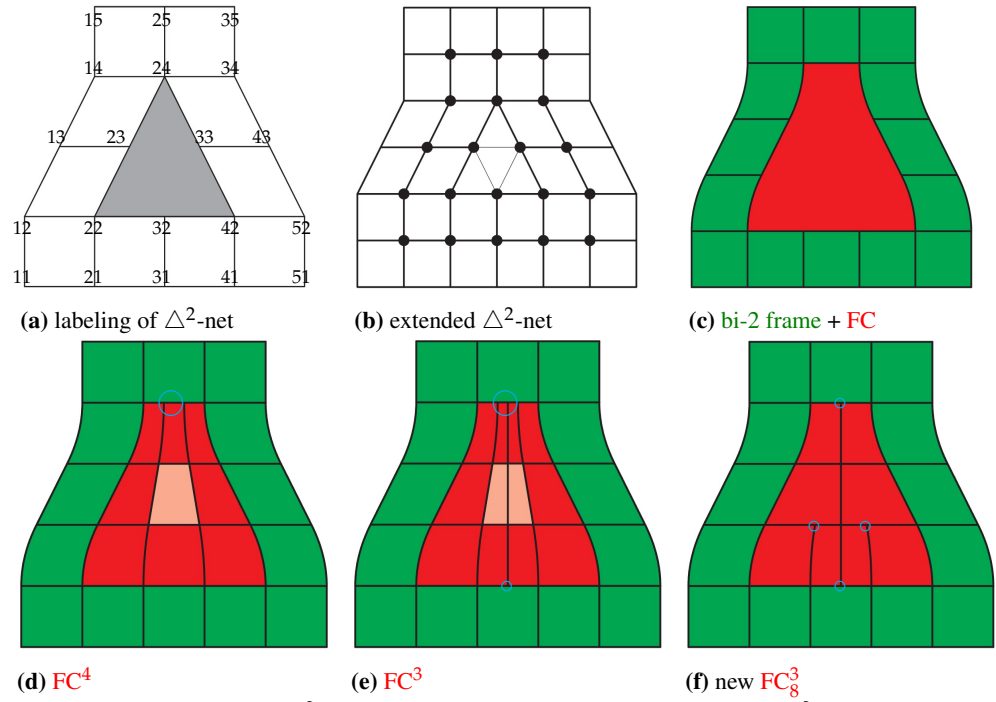 15 25 35
14 24 34
13 23 33 43
12 22 32 42 52
11 21 31 41 51
(a) labeling of △²-net
(b) extended △²-net
(c) bi-2 frame + FC
(d) FC⁴
(e) FC³
(f) new FC₈³